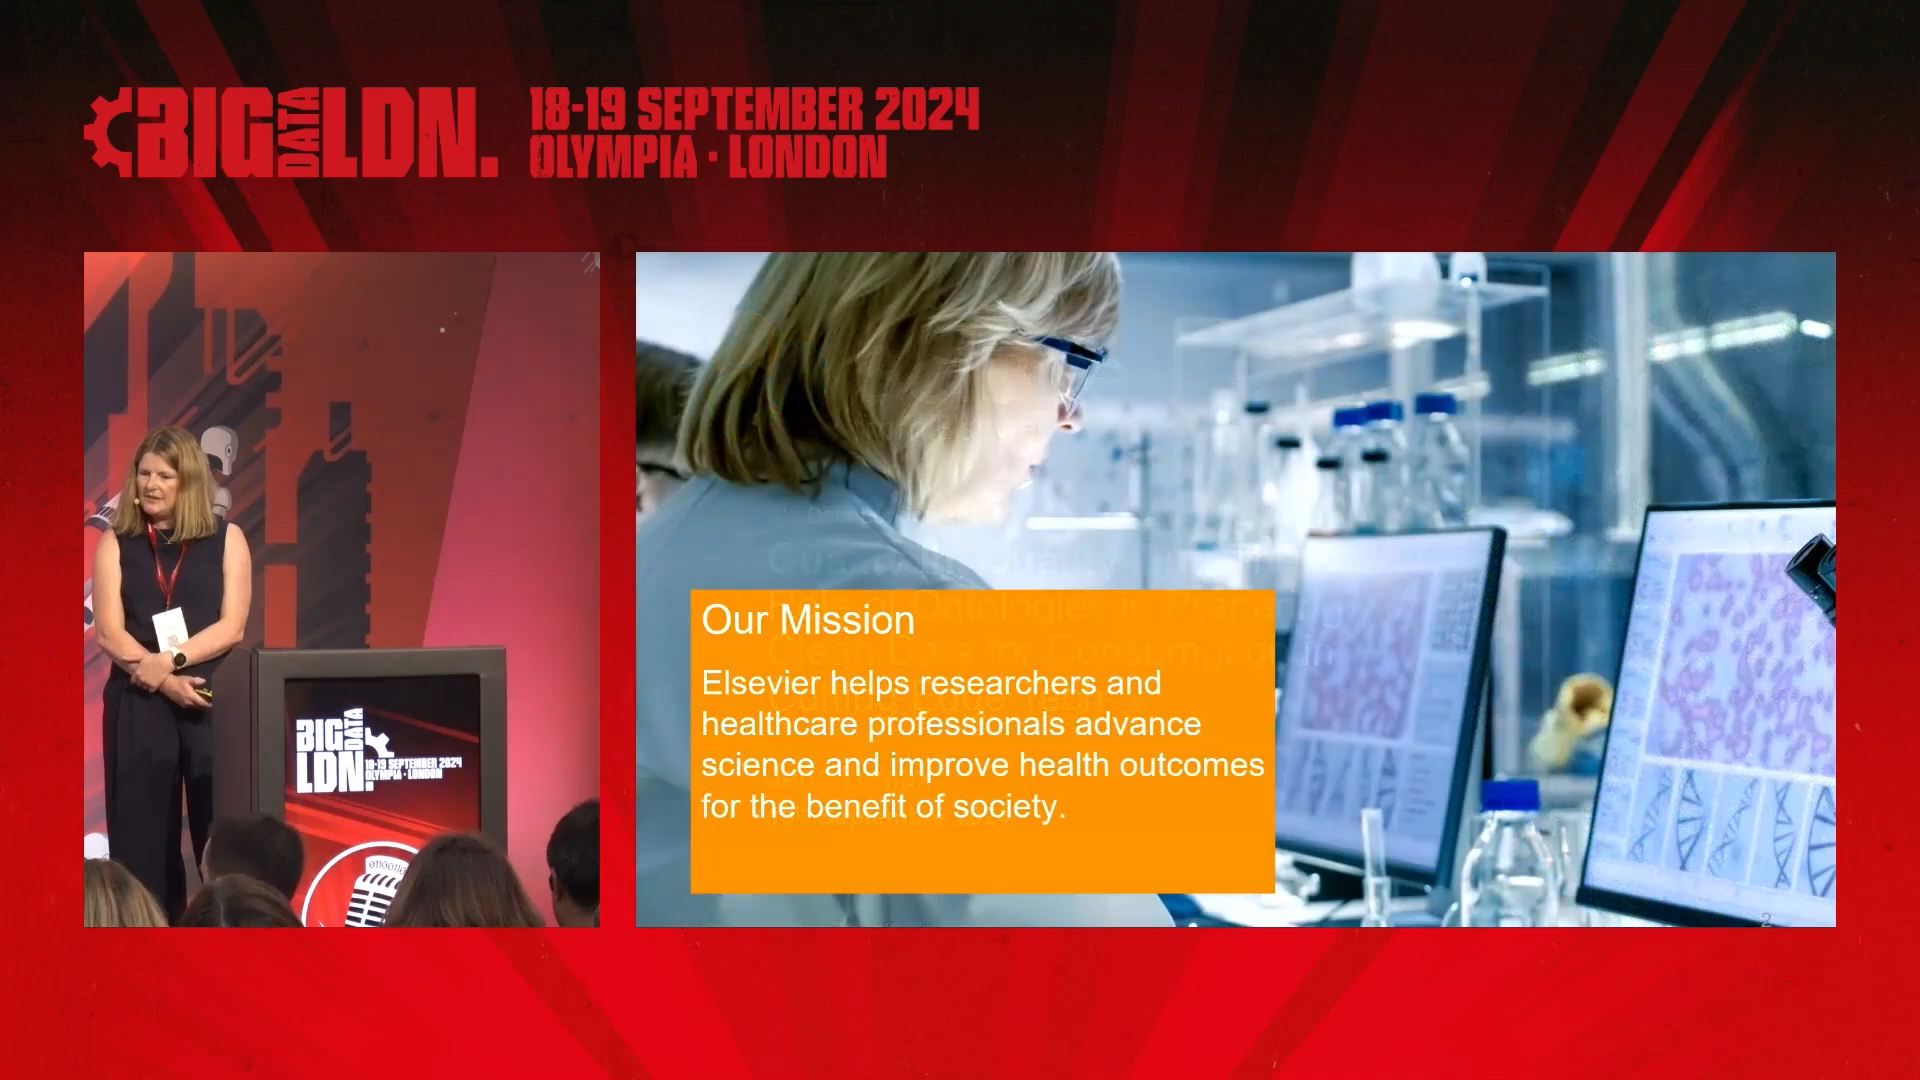 BIG DATA LDN.
18-19 SEPTEMBER 2024
OLYMPIA · LONDON
BIG DATA
LDN.
18-19 SEPTEMBER 2024
OLYMPIA · LONDON
Our Mission
Elsevier helps researchers and
healthcare professionals advance
science and improve health outcomes
for the benefit of society.
2